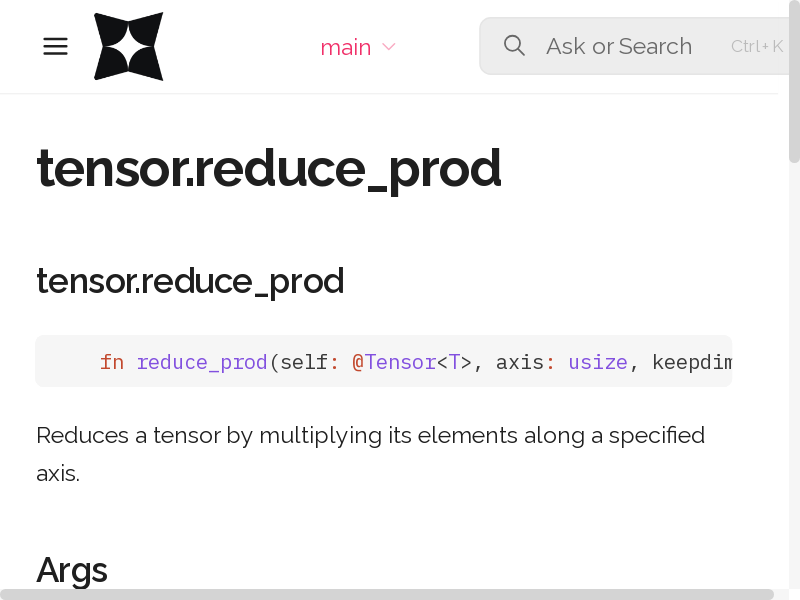 main
Ask or Search
Ctrl+K
tensor.reduce_prod
tensor.reduce_prod
fn reduce_prod(self: @Tensor<T>, axis: usize, keepdim
Reduces a tensor by multiplying its elements along a specified
axis.
Args